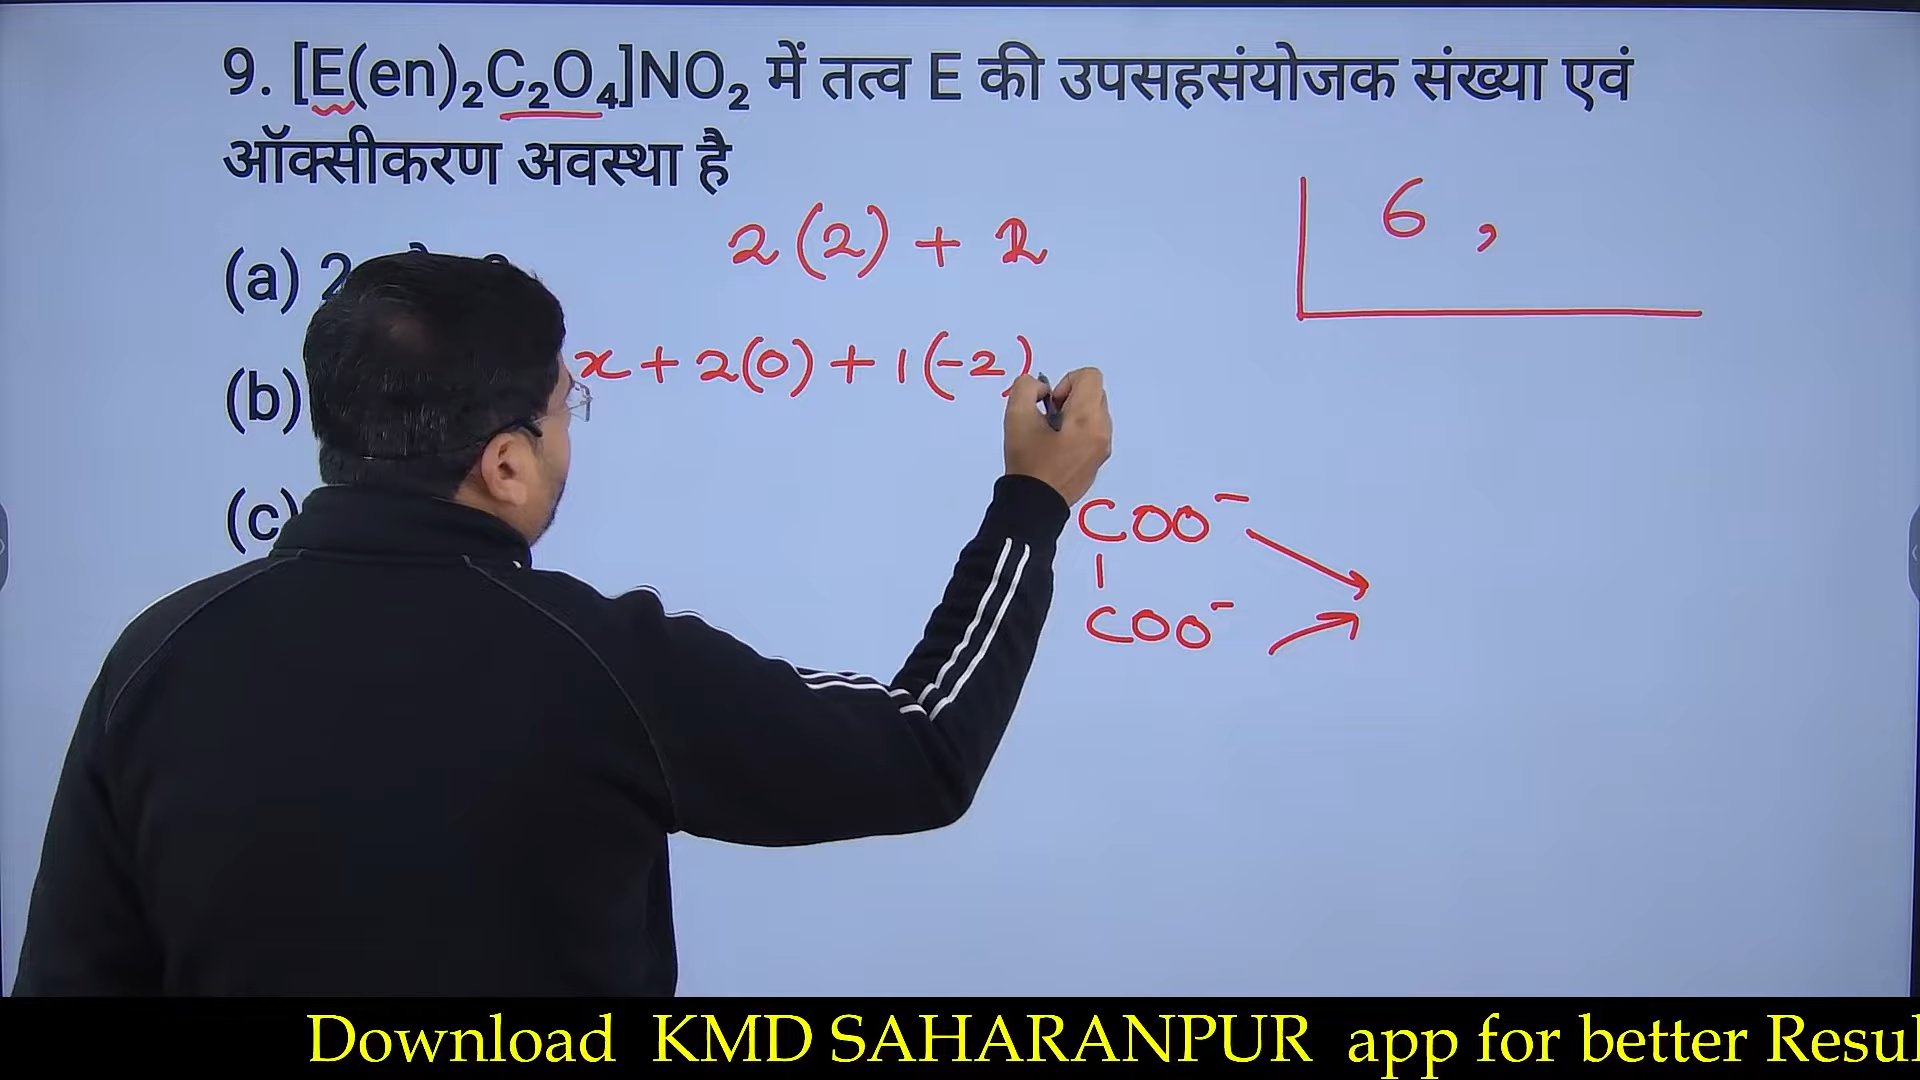 9. [E(en)₂C₂O₄]NO₂ में तत्व E की उपसहसंयोजक संख्या एवं
ऑक्सीकरण अवस्था है
2(2) + 2
6 ,
(a) 2
x + 2(0) + 1(-2)
(b)
(c)
COO⁻
COO⁻
Download KMD SAHARANPUR app for better Resul